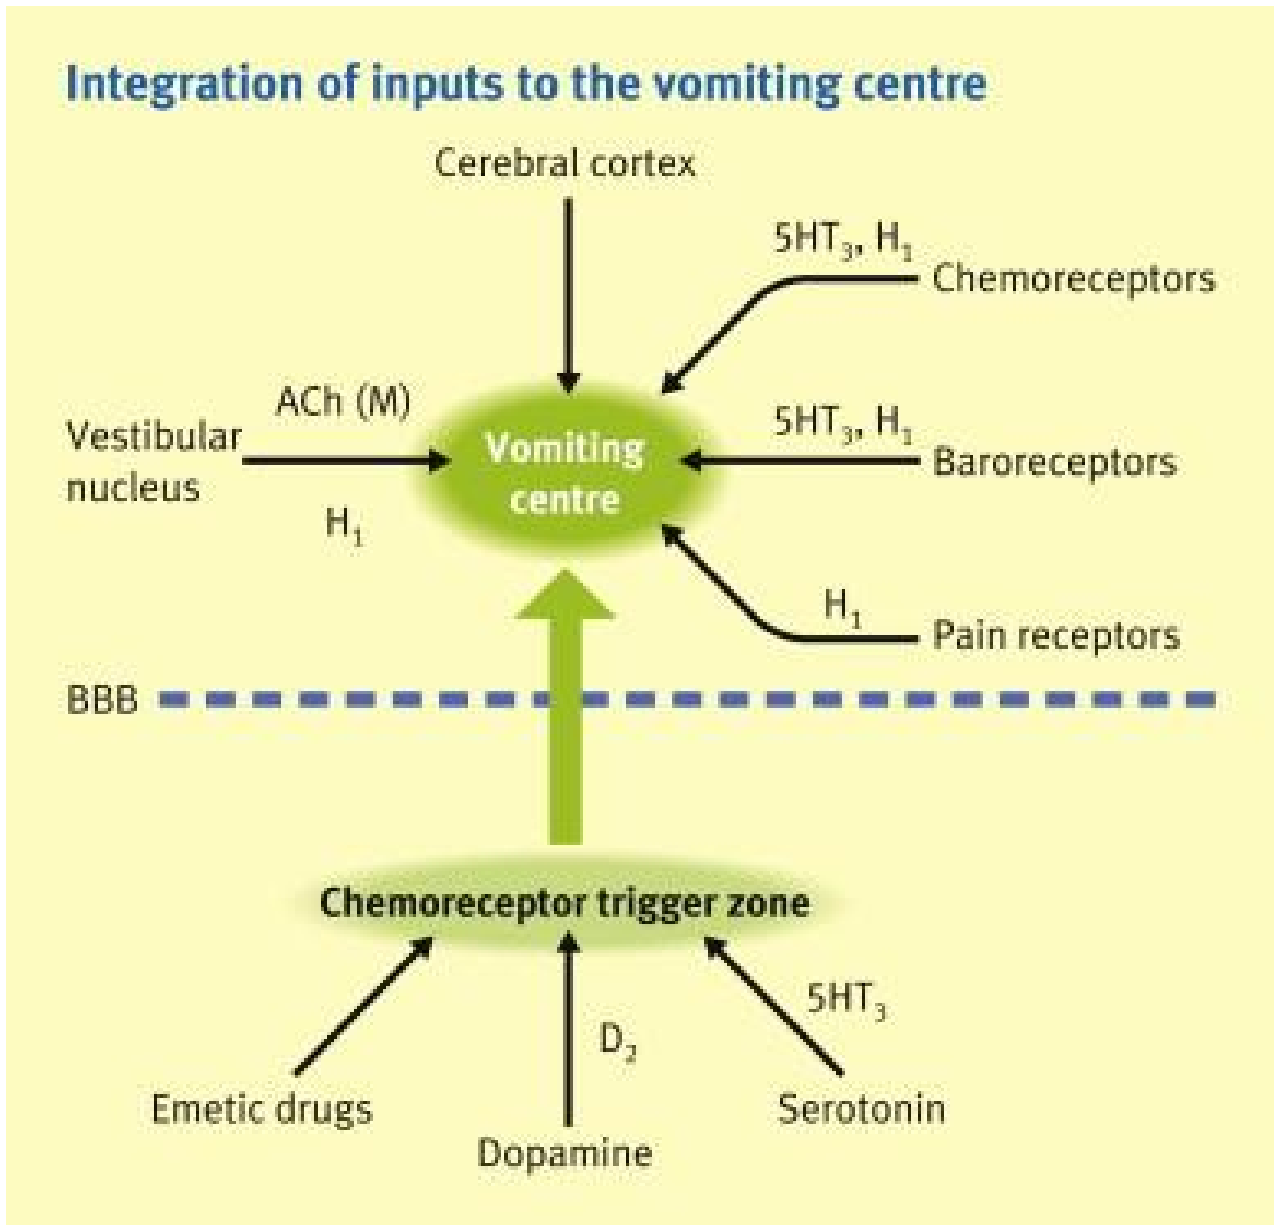 Integration of inputs to the vomiting centre
Cerebral cortex
5HT₃, H₁
Chemoreceptors
ACh (M)
Vestibular
nucleus
H₁
Vomiting
centre
5HT₃, H₁
Baroreceptors
H₁
Pain receptors
BBB
Chemoreceptor trigger zone
5HT₃
D₂
Emetic drugs
Serotonin
Dopamine